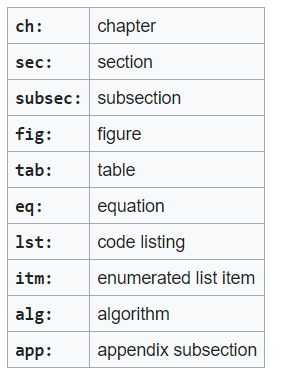 ch: chapter
sec: section
subsec: subsection
fig: figure
tab: table
eq: equation
lst: code listing
itm: enumerated list item
alg: algorithm
app: appendix subsection